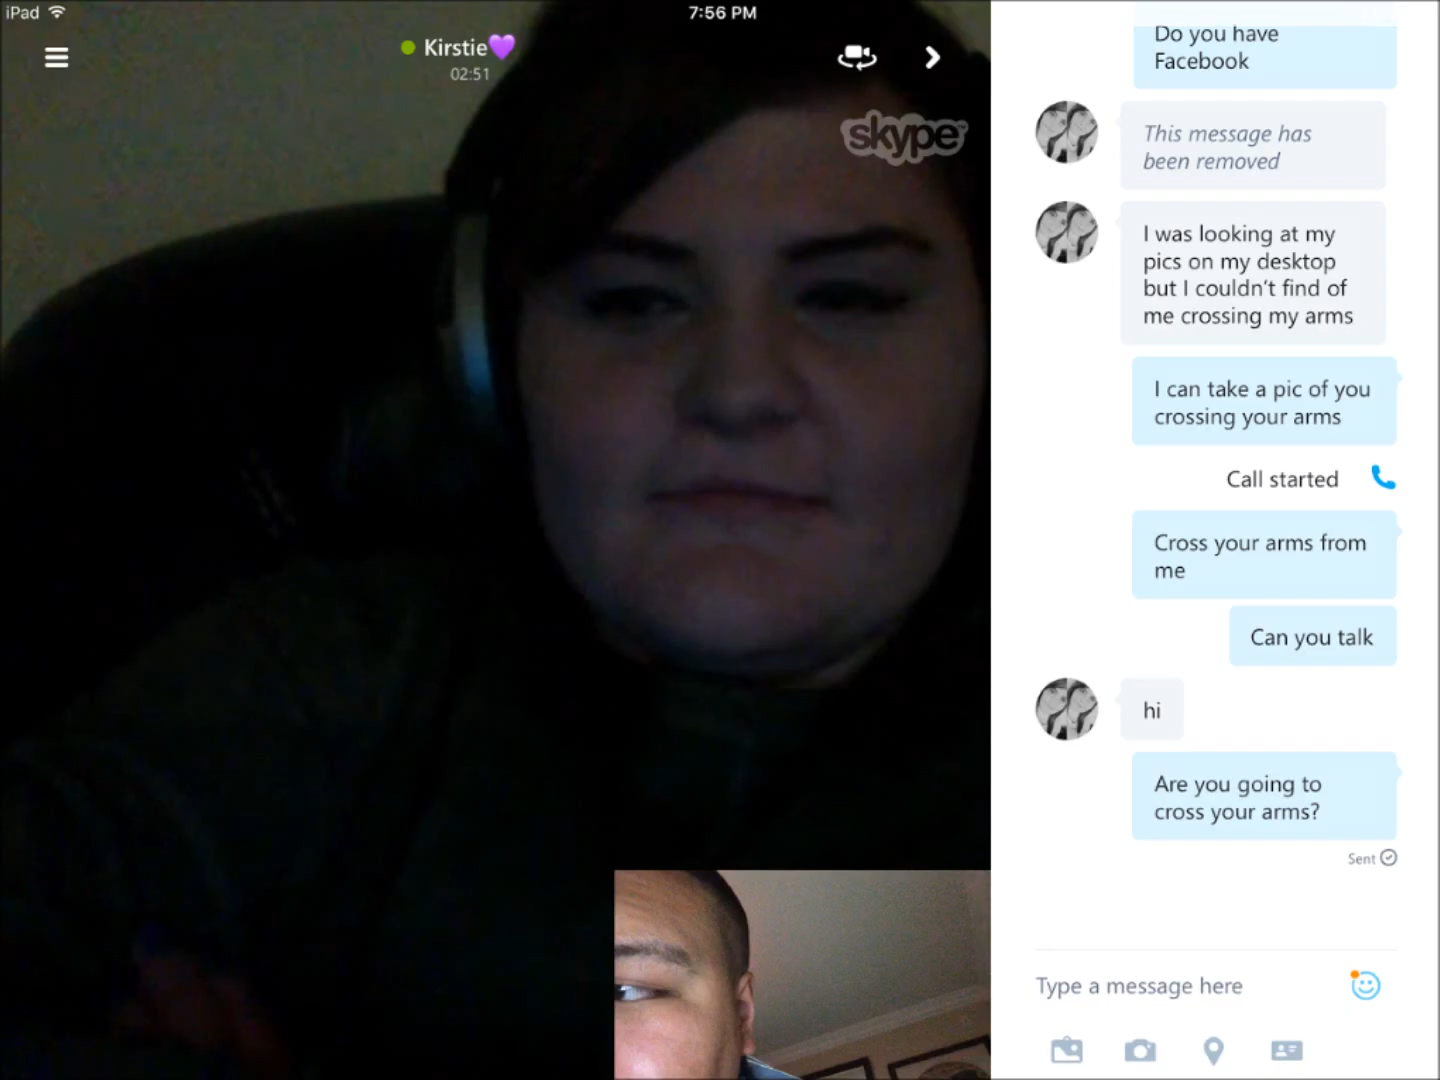 iPad
7:56 PM
Kirstie💜
02:51
skype
Do you have
Facebook
This message has
been removed
I was looking at my
pics on my desktop
but I couldn't find of
me crossing my arms
I can take a pic of you
crossing your arms
Call started
Cross your arms from
me
Can you talk
hi
Are you going to
cross your arms?
Sent
Type a message here